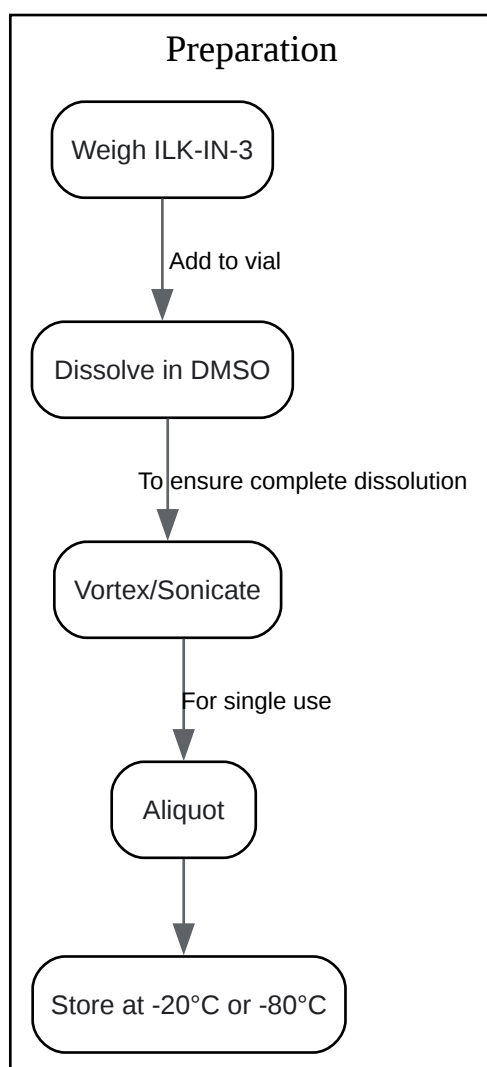 Preparation
Weigh ILK-IN-3
Add to vial
Dissolve in DMSO
To ensure complete dissolution
Vortex/Sonicate
For single use
Aliquot
Store at -20°C or -80°C